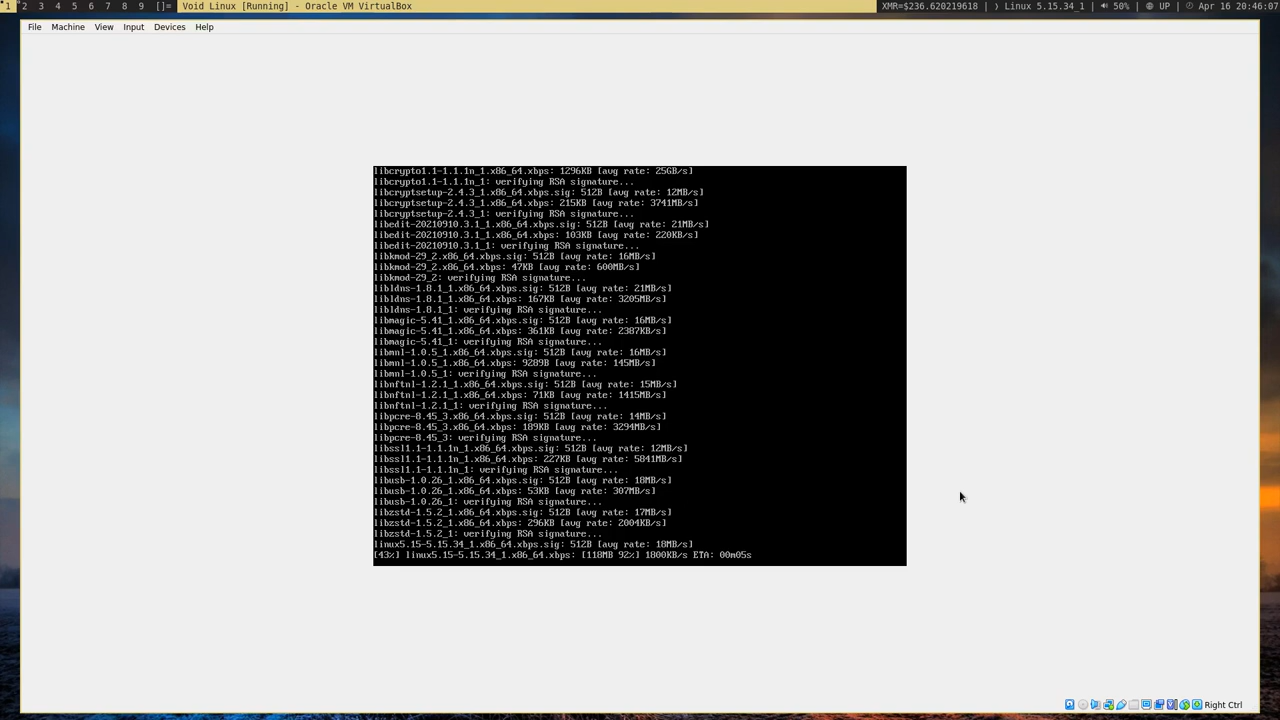 1 2 3 4 5 6 7 8 9 []= Void Linux [Running] - Oracle VM VirtualBox XMR=$236.620219618 | ) Linux 5.15.34_1 | 50% | UP | Apr 16 20:46:07
File Machine View Input Devices Help
libcrypto1.1-1.1.1n_1.x86_64.xbps: 1296KB [avg rate: 25GB/s]
libcrypto1.1-1.1.1n_1: verifying RSA signature...
libcryptsetup-2.4.3_1.x86_64.xbps.sig: 512B [avg rate: 12MB/s]
libcryptsetup-2.4.3_1.x86_64.xbps: 215KB [avg rate: 3741MB/s]
libcryptsetup-2.4.3_1: verifying RSA signature...
libedit-20210910.3.1_1.x86_64.xbps.sig: 512B [avg rate: 21MB/s]
libedit-20210910.3.1_1.x86_64.xbps: 103KB [avg rate: 220KB/s]
libedit-20210910.3.1_1: verifying RSA signature...
libkmod-29_2.x86_64.xbps.sig: 512B [avg rate: 16MB/s]
libkmod-29_2.x86_64.xbps: 47KB [avg rate: 600MB/s]
libkmod-29_2: verifying RSA signature...
libldns-1.8.1_1.x86_64.xbps.sig: 512B [avg rate: 21MB/s]
libldns-1.8.1_1.x86_64.xbps: 167KB [avg rate: 3205MB/s]
libldns-1.8.1_1: verifying RSA signature...
libmagic-5.41_1.x86_64.xbps.sig: 512B [avg rate: 16MB/s]
libmagic-5.41_1.x86_64.xbps: 361KB [avg rate: 2387KB/s]
libmagic-5.41_1: verifying RSA signature...
libmnl-1.0.5_1.x86_64.xbps.sig: 512B [avg rate: 16MB/s]
libmnl-1.0.5_1.x86_64.xbps: 9289B [avg rate: 145MB/s]
libmnl-1.0.5_1: verifying RSA signature...
libnftnl-1.2.1_1.x86_64.xbps.sig: 512B [avg rate: 15MB/s]
libnftnl-1.2.1_1.x86_64.xbps: 71KB [avg rate: 1415MB/s]
libnftnl-1.2.1_1: verifying RSA signature...
libpcre-8.45_3.x86_64.xbps.sig: 512B [avg rate: 14MB/s]
libpcre-8.45_3.x86_64.xbps: 189KB [avg rate: 3294MB/s]
libpcre-8.45_3: verifying RSA signature...
libssl1.1-1.1.1n_1.x86_64.xbps.sig: 512B [avg rate: 12MB/s]
libssl1.1-1.1.1n_1.x86_64.xbps: 227KB [avg rate: 5841MB/s]
libssl1.1-1.1.1n_1: verifying RSA signature...
libusb-1.0.26_1.x86_64.xbps.sig: 512B [avg rate: 18MB/s]
libusb-1.0.26_1.x86_64.xbps: 53KB [avg rate: 307MB/s]
libusb-1.0.26_1: verifying RSA signature...
libzstd-1.5.2_1.x86_64.xbps.sig: 512B [avg rate: 17MB/s]
libzstd-1.5.2_1.x86_64.xbps: 296KB [avg rate: 2004KB/s]
libzstd-1.5.2_1: verifying RSA signature...
linux5.15-5.15.34_1.x86_64.xbps.sig: 512B [avg rate: 18MB/s]
[43%] linux5.15-5.15.34_1.x86_64.xbps: [118MB 92%] 1800KB/s ETA: 00m05s
Right Ctrl